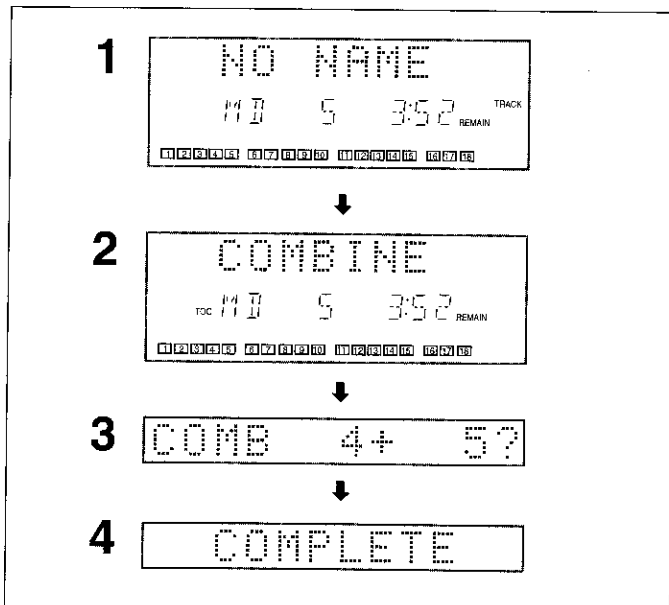 1
NO NAME
MD 5 3:52 REMAIN TRACK
1 2 3 4 5 6 7 8 9 10 11 12 13 14 15 16 17 18
2
COMBINE
TOC MD 5 3:52 REMAIN
1 2 3 4 5 6 7 8 9 10 11 12 13 14 15 16 17 18
3
COMB 4+ 5?
4
COMPLETE